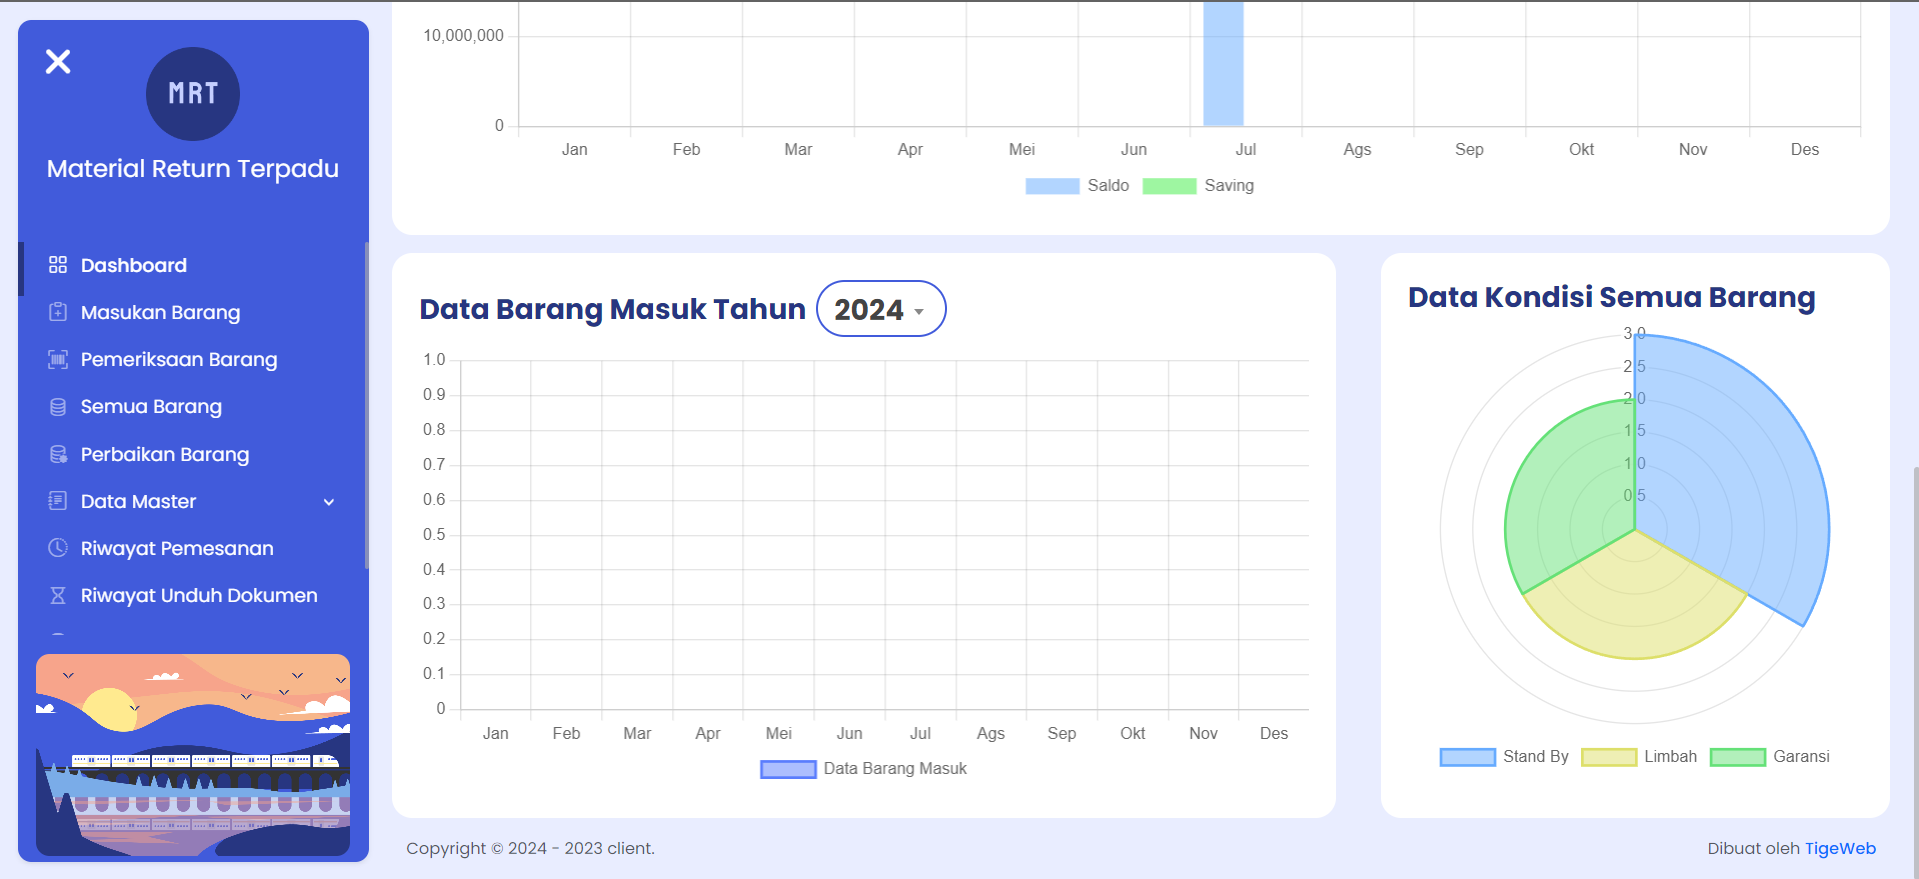 MRT
Material Return Terpadu
Dashboard
Masukan Barang
Pemeriksaan Barang
Semua Barang
Perbaikan Barang
Data Master
Riwayat Pemesanan
Riwayat Unduh Dokumen
10,000,000
0
Jan Feb Mar Apr Mei Jun Jul Ags Sep Okt Nov Des
Saldo Saving
Data Barang Masuk Tahun 2024
1.0
0.9
0.8
0.7
0.6
0.5
0.4
0.3
0.2
0.1
0
Jan Feb Mar Apr Mei Jun Jul Ags Sep Okt Nov Des
Data Barang Masuk
Data Kondisi Semua Barang
3.0
2.5
2.0
1.5
1.0
0.5
Stand By Limbah Garansi
Copyright © 2024 - 2023 client.
Dibuat oleh TigeWeb